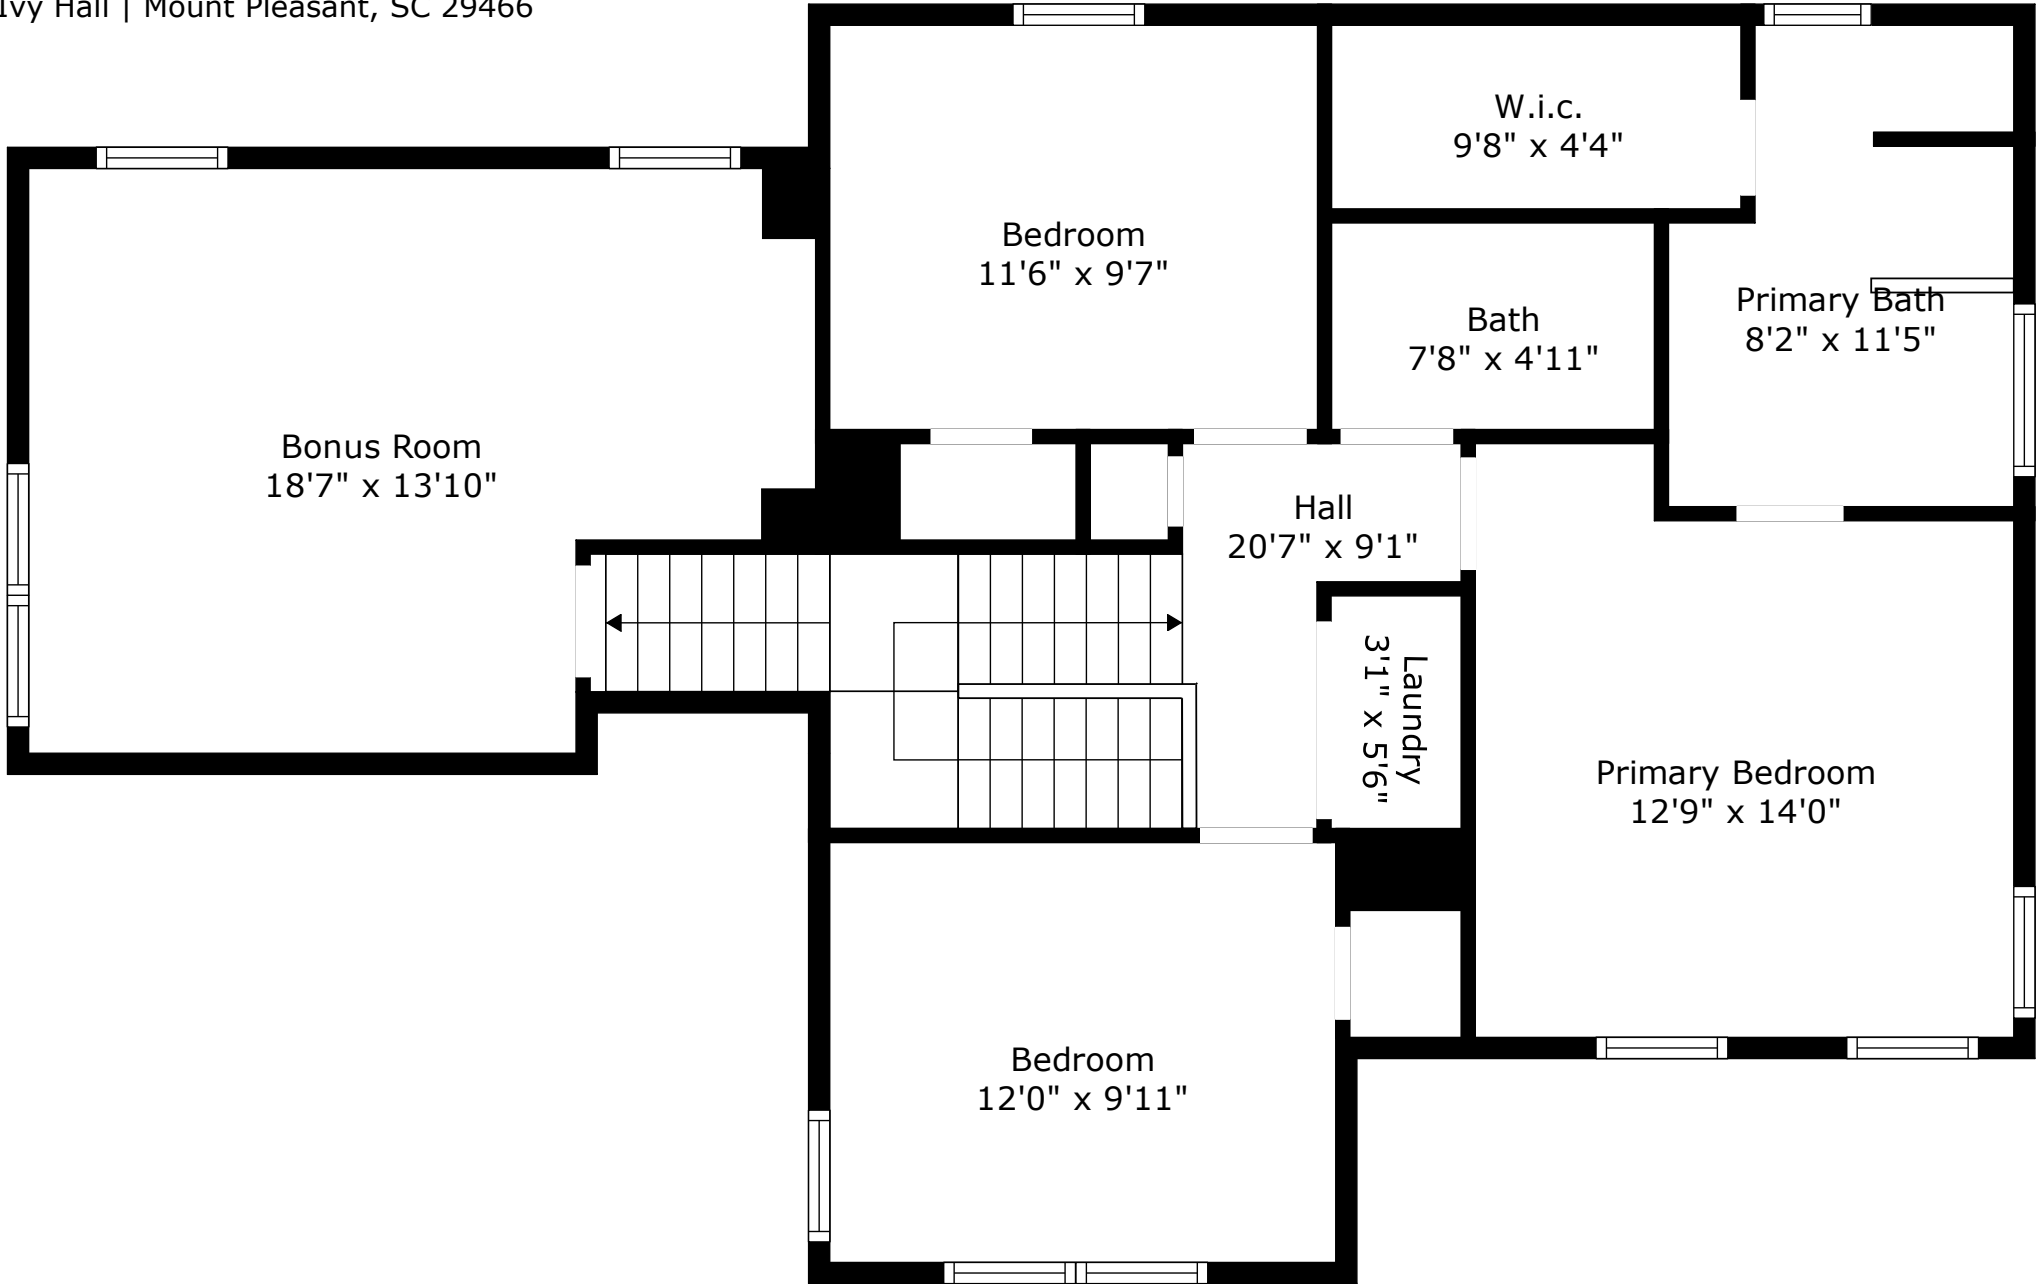 Ivy Hall | Mount Pleasant, SC 29466
W.i.c.
9'8" x 4'4"
Bedroom
11'6" x 9'7"
Primary Bath
8'2" x 11'5"
Bath
7'8" x 4'11"
Bonus Room
18'7" x 13'10"
Hall
20'7" x 9'1"
Laundry
3'1" x 5'6"
Primary Bedroom
12'9" x 14'0"
Bedroom
12'0" x 9'11"